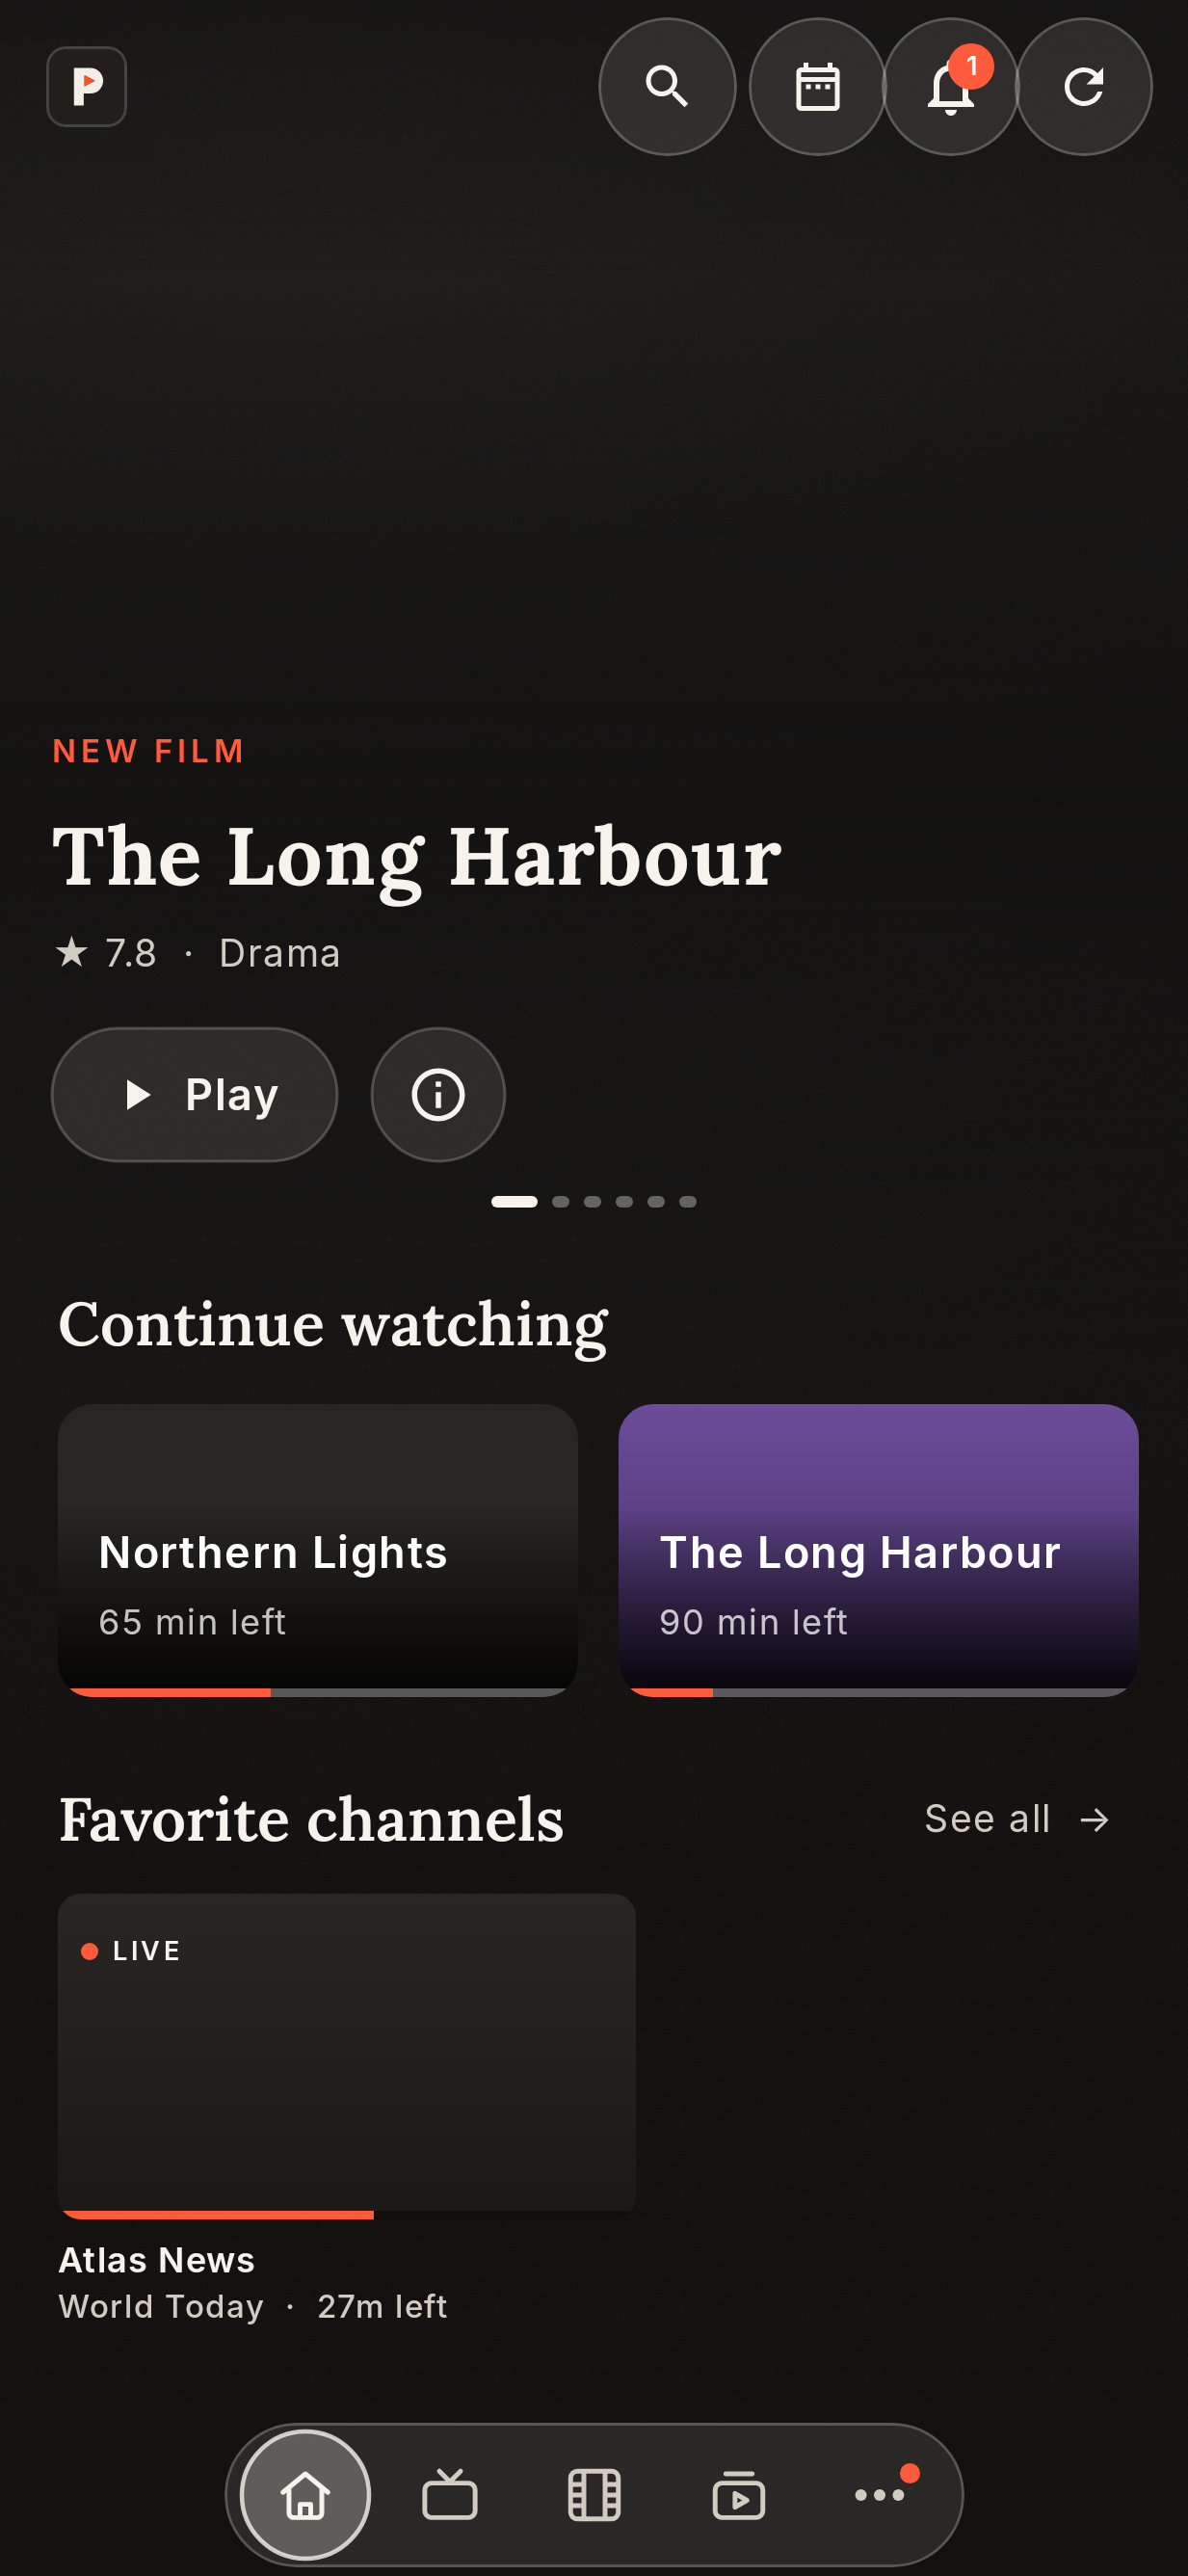 P
1
NEW FILM
The Long Harbour
★ 7.8 · Drama
Play
Continue watching
Northern Lights
65 min left
The Long Harbour
90 min left
Favorite channels
See all →
LIVE
Atlas News
World Today · 27m left